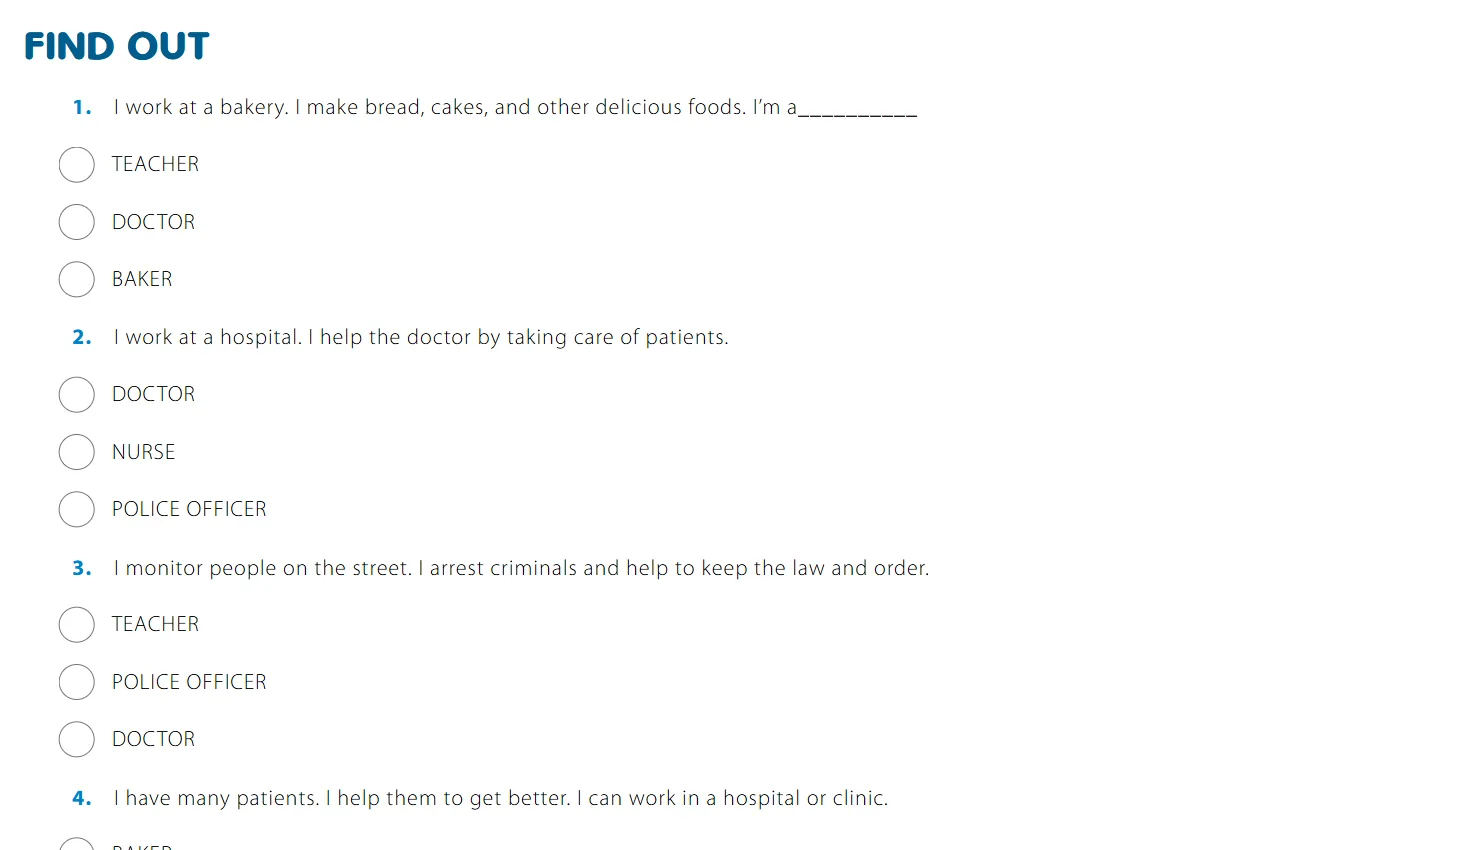 FIND OUT
1. I work at a bakery. I make bread, cakes, and other delicious foods. I’m a__________
TEACHER
DOCTOR
BAKER
2. I work at a hospital. I help the doctor by taking care of patients.
DOCTOR
NURSE
POLICE OFFICER
3. I monitor people on the street. I arrest criminals and help to keep the law and order.
TEACHER
POLICE OFFICER
DOCTOR
4. I have many patients. I help them to get better. I can work in a hospital or clinic.
BAKER